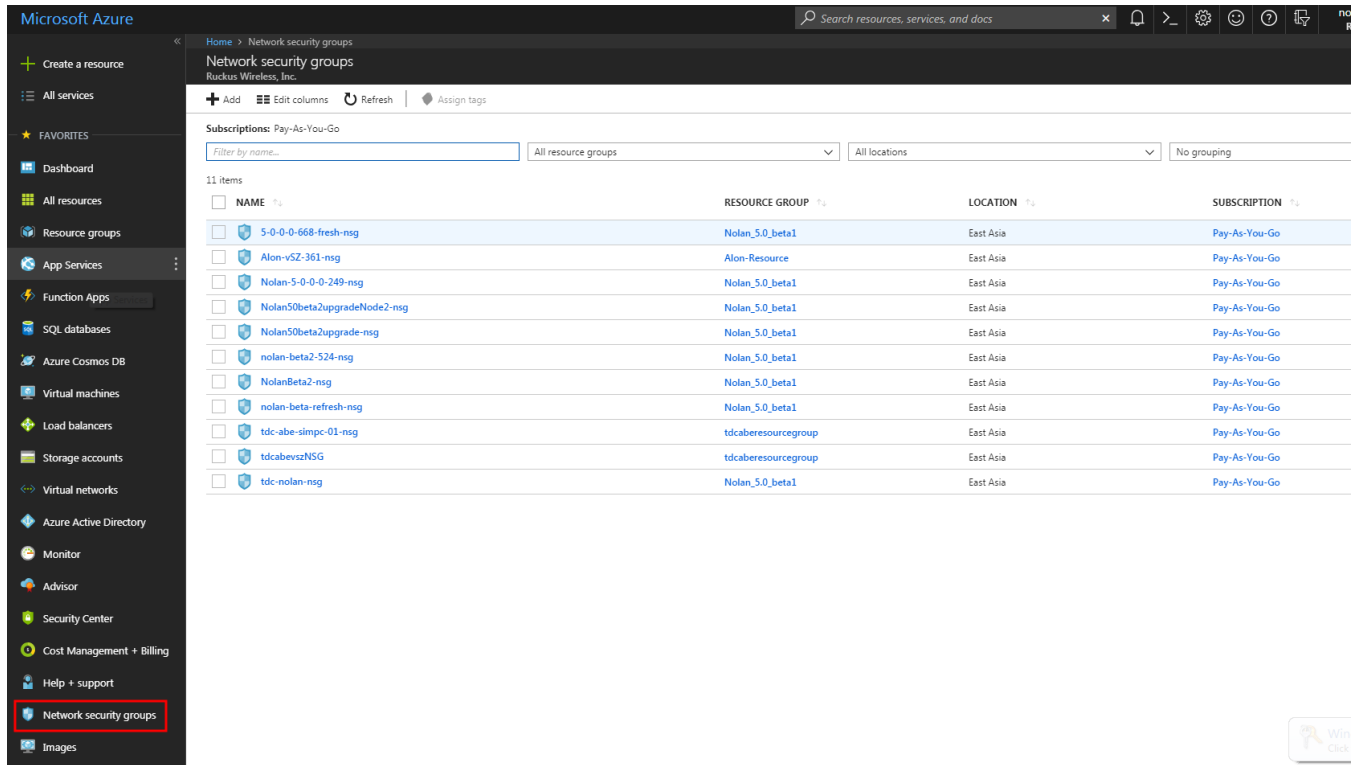 Microsoft Azure
Search resources, services, and docs
Create a resource
All services
FAVORITES
Dashboard
All resources
Resource groups
App Services
Function Apps
SQL databases
Azure Cosmos DB
Virtual machines
Load balancers
Storage accounts
Virtual networks
Azure Active Directory
Monitor
Advisor
Security Center
Cost Management + Billing
Help + support
Network security groups
Images
Home > Network security groups
Network security groups
Ruckus Wireless, Inc.
Add Edit columns Refresh Assign tags
Subscriptions: Pay-As-You-Go
Filter by name... All resource groups All locations No grouping
11 items
NAME RESOURCE GROUP LOCATION SUBSCRIPTION
5-0-0-0-668-fresh-nsg Nolan_5.0_beta1 East Asia Pay-As-You-Go
Alon-vSZ-361-nsg Alon-Resource East Asia Pay-As-You-Go
Nolan-5-0-0-0-249-nsg Nolan_5.0_beta1 East Asia Pay-As-You-Go
Nolan50beta2upgradeNode2-nsg Nolan_5.0_beta1 East Asia Pay-As-You-Go
Nolan50beta2upgrade-nsg Nolan_5.0_beta1 East Asia Pay-As-You-Go
nolan-beta2-524-nsg Nolan_5.0_beta1 East Asia Pay-As-You-Go
NolanBeta2-nsg Nolan_5.0_beta1 East Asia Pay-As-You-Go
nolan-beta-refresh-nsg Nolan_5.0_beta1 East Asia Pay-As-You-Go
tdc-abe-simpc-01-nsg tdcaberesourcegroup East Asia Pay-As-You-Go
tdcabevszNSG tdcaberesourcegroup East Asia Pay-As-You-Go
tdc-nolan-nsg Nolan_5.0_beta1 East Asia Pay-As-You-Go
Click